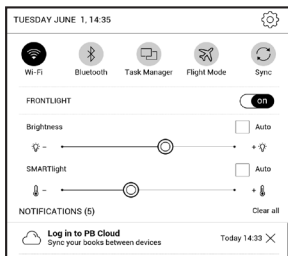 TUESDAY JUNE 1, 14:35
Wi-Fi Bluetooth Task Manager Flight Mode Sync
FRONTLIGHT on
Brightness Auto
SMARTlight Auto
NOTIFICATIONS (5) Clear all
Log in to PB Cloud
Sync your books between devices Today 14:33